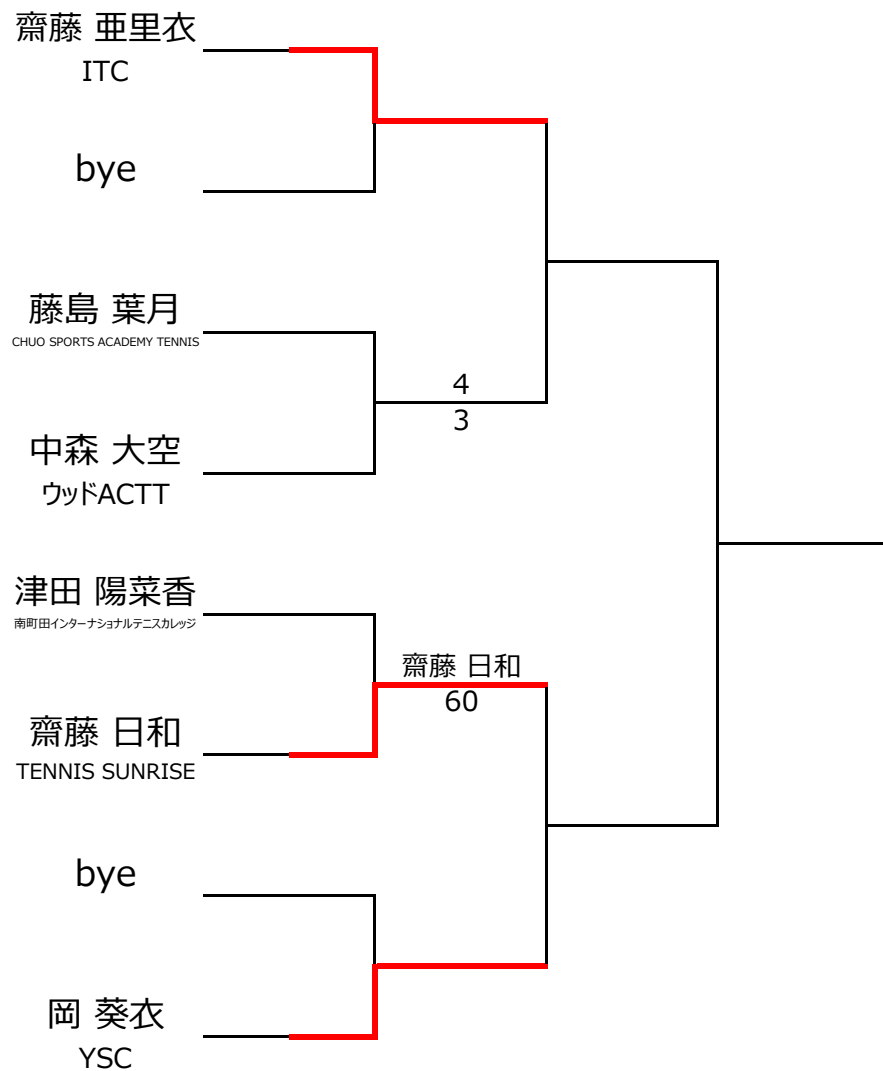 齋藤 亜里衣
ITC
bye
藤島 葉月
CHUO SPORTS ACADEMY TENNIS
4
3
中森 大空
ウッドACTT
津田 陽菜香
南町田インターナショナルテニスカレッジ
齋藤 日和
60
齋藤 日和
TENNIS SUNRISE
bye
岡 葵衣
YSC